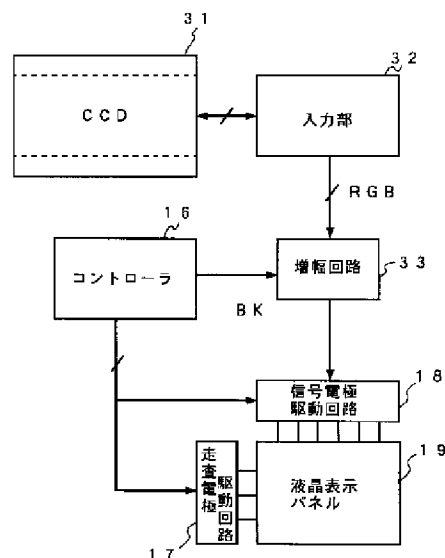 ３１
ＣＣＤ
３２
入力部
ＲＧＢ
１６
コントローラ
ＢＫ
増幅回路
３３
信号電極
駆動回路
１８
走査電極
駆動回路
１７
液晶表示
パネル
１９